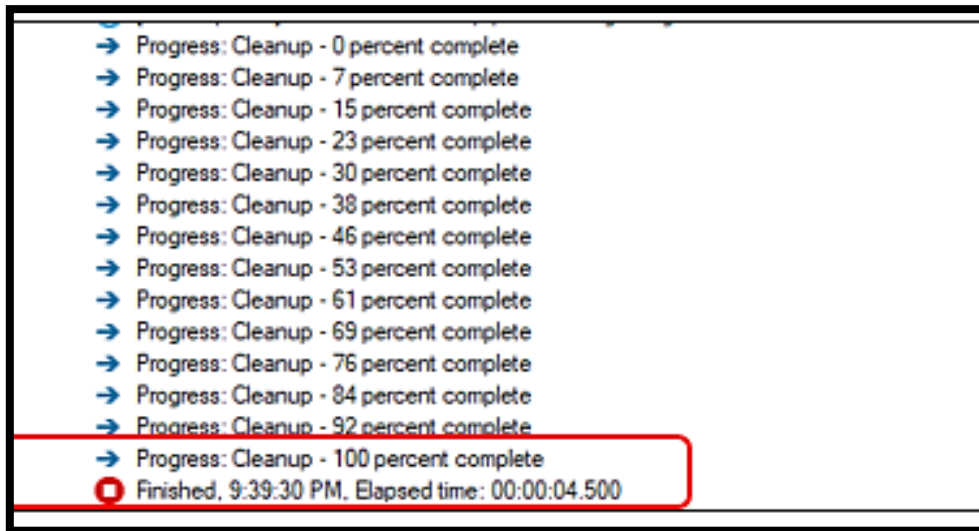 Progress: Cleanup - 0 percent complete
Progress: Cleanup - 7 percent complete
Progress: Cleanup - 15 percent complete
Progress: Cleanup - 23 percent complete
Progress: Cleanup - 30 percent complete
Progress: Cleanup - 38 percent complete
Progress: Cleanup - 46 percent complete
Progress: Cleanup - 53 percent complete
Progress: Cleanup - 61 percent complete
Progress: Cleanup - 69 percent complete
Progress: Cleanup - 76 percent complete
Progress: Cleanup - 84 percent complete
Progress: Cleanup - 92 percent complete
Progress: Cleanup - 100 percent complete
Finished, 9:39:30 PM, Elapsed time: 00:00:04.500